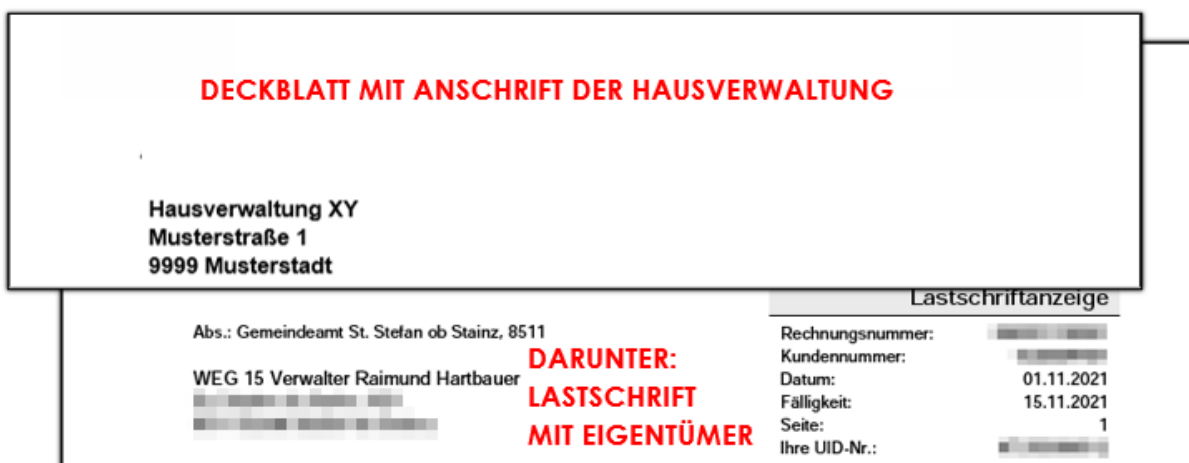 DECKBLATT MIT ANSCHRIFT DER HAUSVERWALTUNG
Hausverwaltung XY
Musterstraße 1
9999 Musterstadt
Lastschriftanzeige
Abs.: Gemeindeamt St. Stefan ob Stainz, 8511
WEG 15 Verwalter Raimund Hartbauer
DARUNTER:
LASTSCHRIFT
MIT EIGENTÜMER
Rechnungsnummer:
Kundennummer:
Datum: 01.11.2021
Fälligkeit: 15.11.2021
Seite: 1
Ihre UID-Nr.: